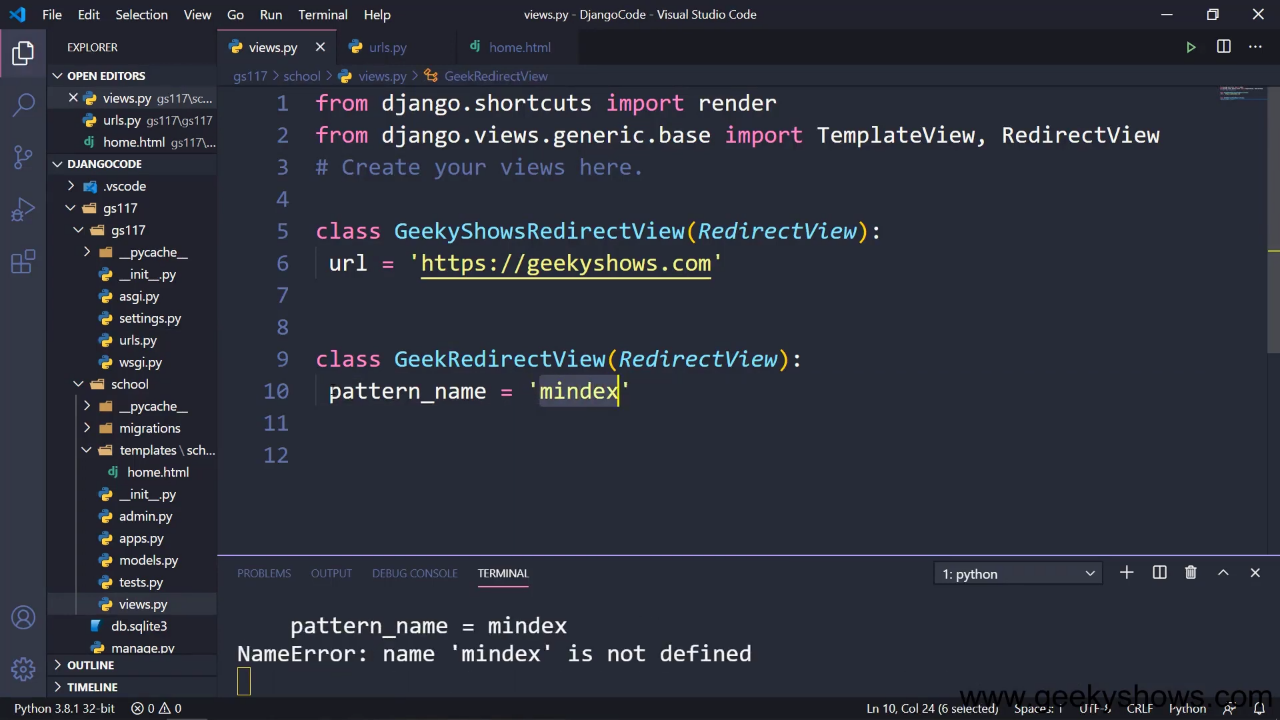 File Edit Selection View Go Run Terminal Help views.py - DjangoCode - Visual Studio Code
EXPLORER
OPEN EDITORS
views.py gs117\sc...
urls.py gs117\gs117
home.html gs117\...
DJANGOCODE
.vscode
gs117
gs117
__pycache__
__init__.py
asgi.py
settings.py
urls.py
wsgi.py
school
__pycache__
migrations
templates \ sch...
home.html
__init__.py
admin.py
apps.py
models.py
tests.py
views.py
db.sqlite3
manage.py
OUTLINE
TIMELINE
views.py urls.py home.html
gs117 > school > views.py > GeekRedirectView
1 from django.shortcuts import render
2 from django.views.generic.base import TemplateView, RedirectView
3 # Create your views here.
4
5 class GeekyShowsRedirectView(RedirectView):
6 url = 'https://geekyshows.com'
7
8
9 class GeekRedirectView(RedirectView):
10 pattern_name = 'mindex'
11
12
PROBLEMS OUTPUT DEBUG CONSOLE TERMINAL 1: python
pattern_name = mindex
NameError: name 'mindex' is not defined
www.geekyshows.com
Python 3.8.1 32-bit 0 0 Ln 10, Col 24 (6 selected) Spaces: 1 UTF-8 CRLF Python